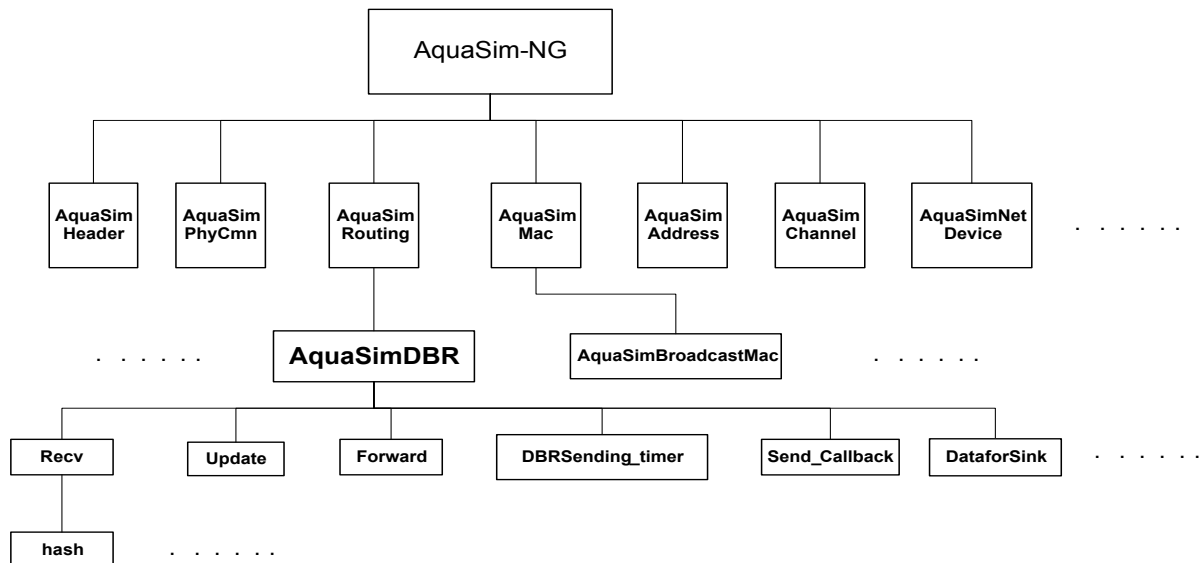 AquaSim-NG
AquaSim
Header
AquaSim
PhyCmn
AquaSim
Routing
AquaSim
Mac
AquaSim
Address
AquaSim
Channel
AquaSimNet
Device
. . . . . .
. . . . . .
AquaSimDBR
AquaSimBroadcastMac
. . . . . .
Recv
Update
Forward
DBRSending_timer
Send_Callback
DataforSink
. . . . . .
hash
. . . . . .